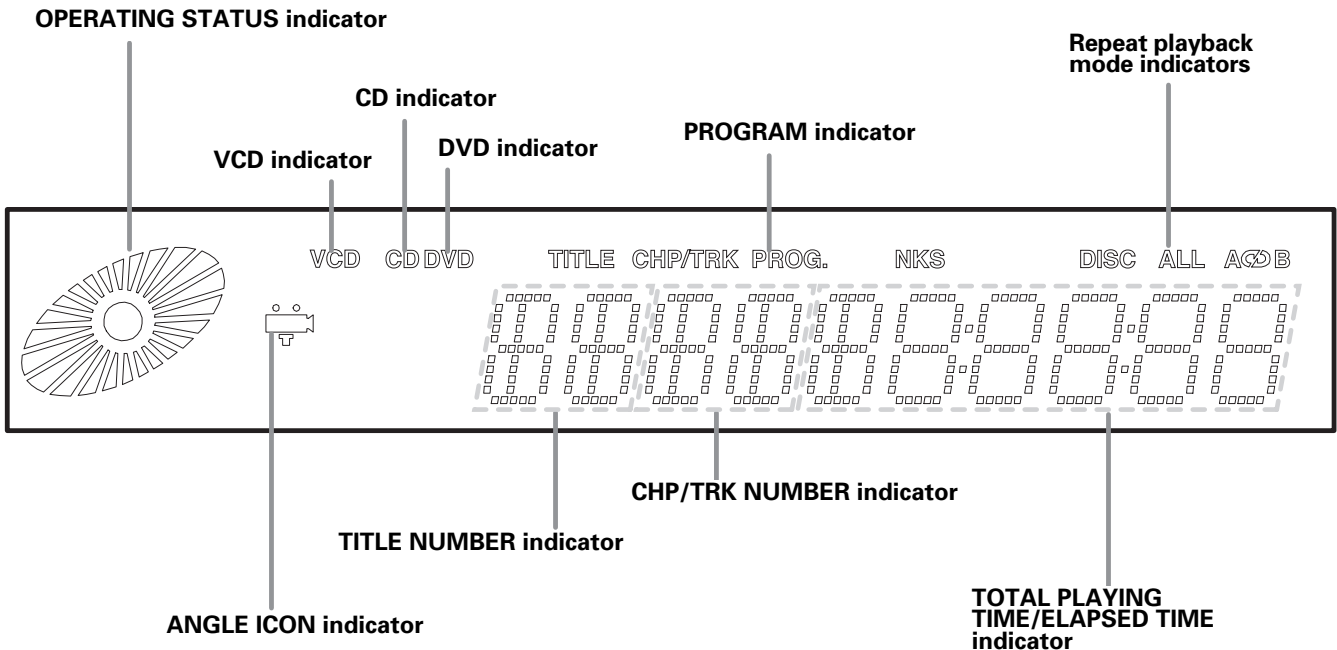 OPERATING STATUS indicator
Repeat playback
mode indicators
CD indicator
PROGRAM indicator
VCD indicator
DVD indicator
VCD CD DVD TITLE CHP/TRK PROG. NKS DISC ALL A B
CHP/TRK NUMBER indicator
TITLE NUMBER indicator
ANGLE ICON indicator
TOTAL PLAYING
TIME/ELAPSED TIME
indicator